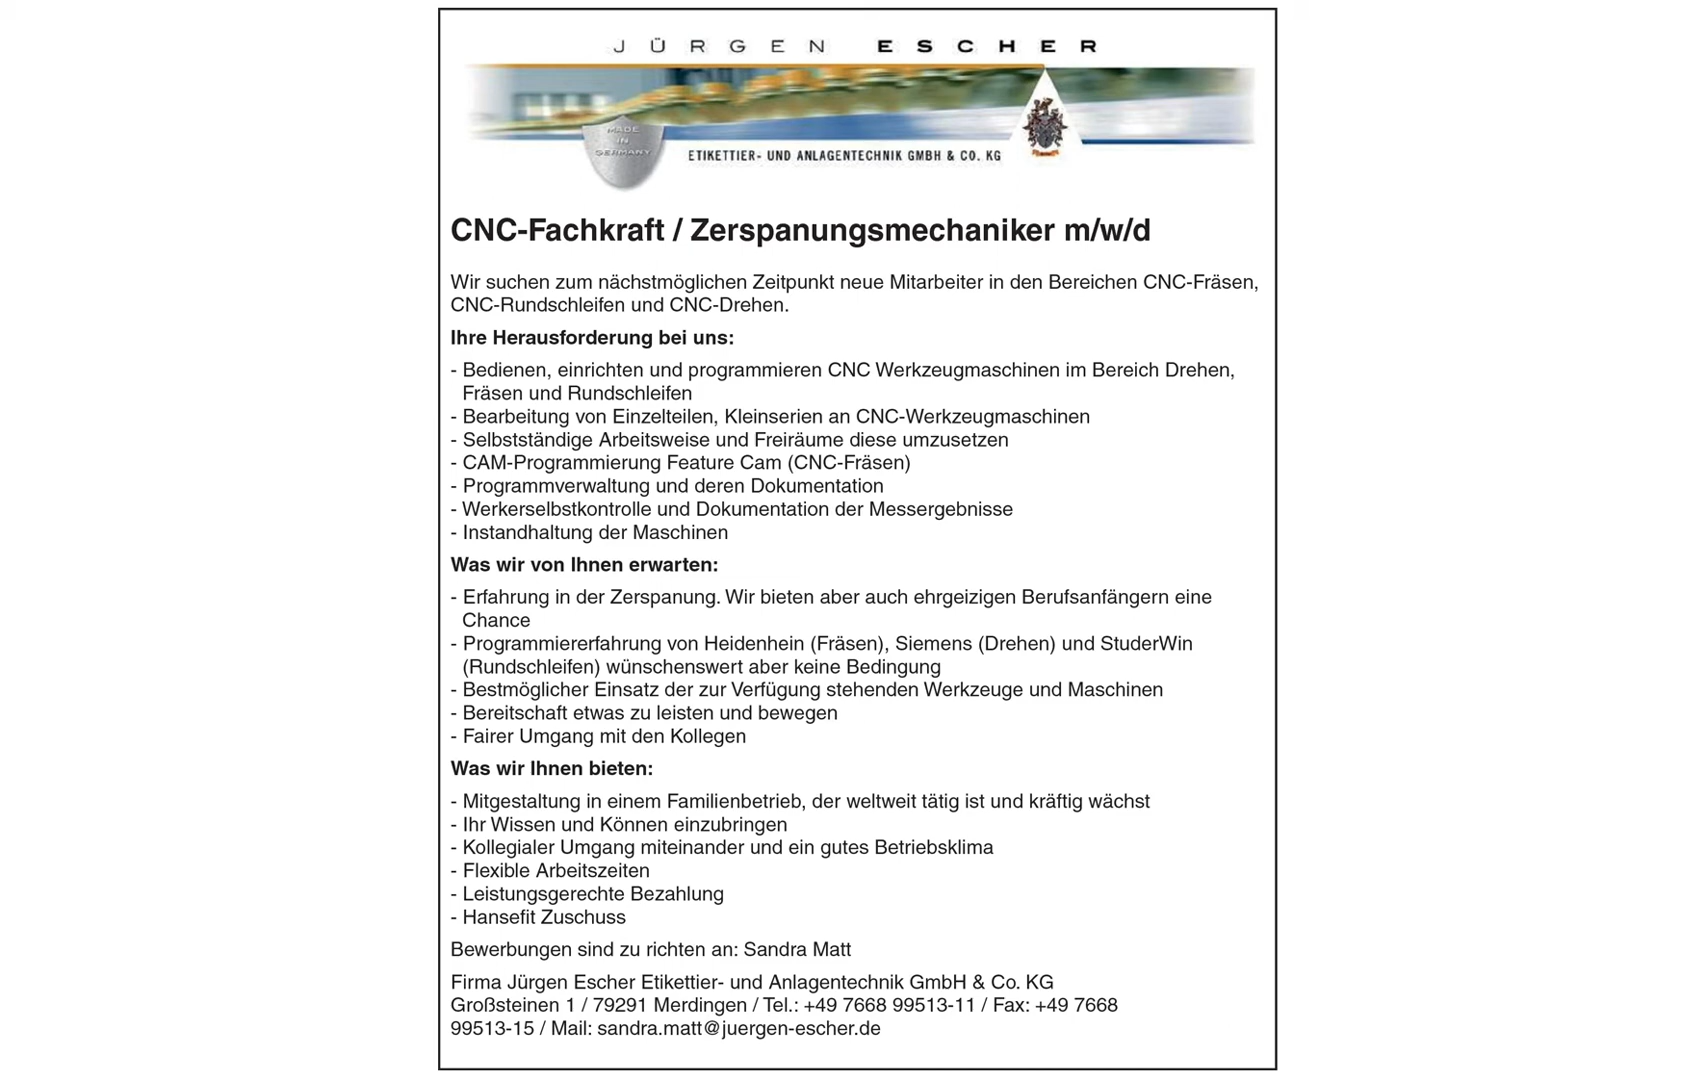 JÜRGEN ESCHER
MADE
IN
GERMANY
ETIKETTIER- UND ANLAGENTECHNIK GMBH & CO. KG
CNC-Fachkraft / Zerspanungsmechaniker m/w/d
Wir suchen zum nächstmöglichen Zeitpunkt neue Mitarbeiter in den Bereichen CNC-Fräsen,
CNC-Rundschleifen und CNC-Drehen.
Ihre Herausforderung bei uns:
- Bedienen, einrichten und programmieren CNC Werkzeugmaschinen im Bereich Drehen,
Fräsen und Rundschleifen
- Bearbeitung von Einzelteilen, Kleinserien an CNC-Werkzeugmaschinen
- Selbstständige Arbeitsweise und Freiräume diese umzusetzen
- CAM-Programmierung Feature Cam (CNC-Fräsen)
- Programmverwaltung und deren Dokumentation
- Werkerselbstkontrolle und Dokumentation der Messergebnisse
- Instandhaltung der Maschinen
Was wir von Ihnen erwarten:
- Erfahrung in der Zerspanung. Wir bieten aber auch ehrgeizigen Berufsanfängern eine
Chance
- Programmiererfahrung von Heidenhein (Fräsen), Siemens (Drehen) und StuderWin
(Rundschleifen) wünschenswert aber keine Bedingung
- Bestmöglicher Einsatz der zur Verfügung stehenden Werkzeuge und Maschinen
- Bereitschaft etwas zu leisten und bewegen
- Fairer Umgang mit den Kollegen
Was wir Ihnen bieten:
- Mitgestaltung in einem Familienbetrieb, der weltweit tätig ist und kräftig wächst
- Ihr Wissen und Können einzubringen
- Kollegialer Umgang miteinander und ein gutes Betriebsklima
- Flexible Arbeitszeiten
- Leistungsgerechte Bezahlung
- Hansefit Zuschuss
Bewerbungen sind zu richten an: Sandra Matt
Firma Jürgen Escher Etikettier- und Anlagentechnik GmbH & Co. KG
Großsteinen 1 / 79291 Merdingen / Tel.: +49 7668 99513-11 / Fax: +49 7668
99513-15 / Mail: sandra.matt@juergen-escher.de